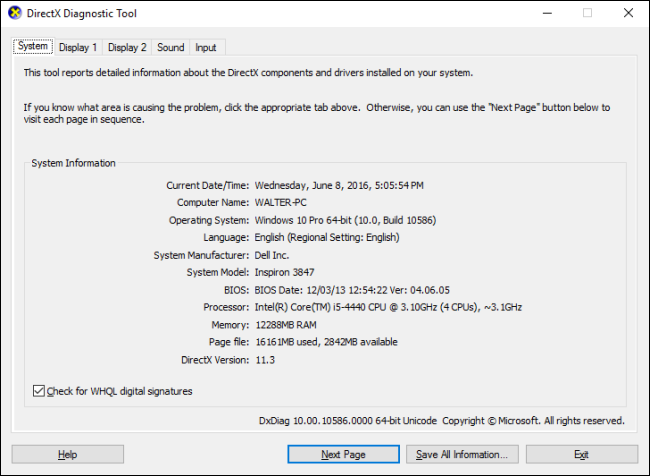 DirectX Diagnostic Tool
System Display 1 Display 2 Sound Input
This tool reports detailed information about the DirectX components and drivers installed on your system.
If you know what area is causing the problem, click the appropriate tab above. Otherwise, you can use the "Next Page" button below to
visit each page in sequence.
System Information
Current Date/Time: Wednesday, June 8, 2016, 5:05:54 PM
Computer Name: WALTER-PC
Operating System: Windows 10 Pro 64-bit (10.0, Build 10586)
Language: English (Regional Setting: English)
System Manufacturer: Dell Inc.
System Model: Inspiron 3847
BIOS: BIOS Date: 12/03/13 12:54:22 Ver: 04.06.05
Processor: Intel(R) Core(TM) i5-4440 CPU @ 3.10GHz (4 CPUs), ~3.1GHz
Memory: 12288MB RAM
Page file: 16161MB used, 2842MB available
DirectX Version: 11.3
Check for WHQL digital signatures
DxDiag 10.00.10586.0000 64-bit Unicode Copyright © Microsoft. All rights reserved.
Help Next Page Save All Information... Exit